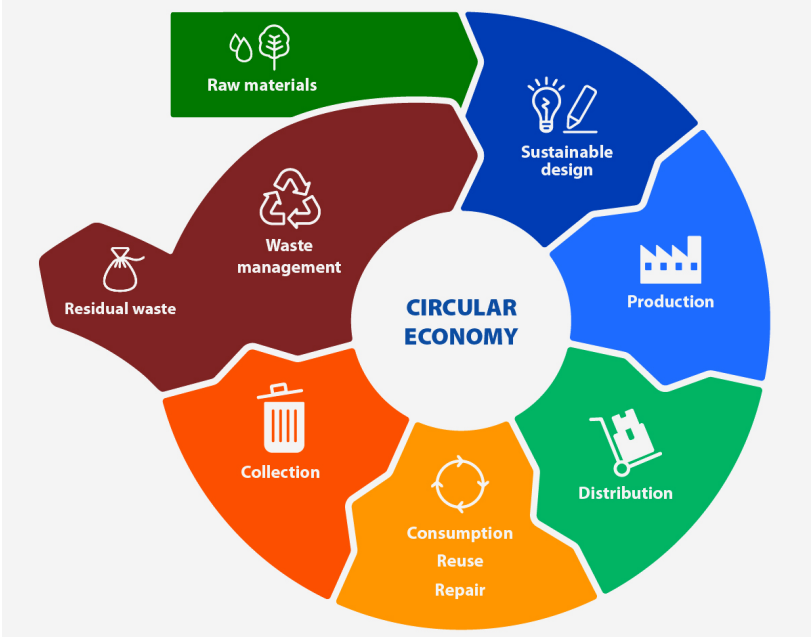 Raw materials
Sustainable
design
Production
Distribution
Consumption
Reuse
Repair
Collection
Waste
management
Residual waste
CIRCULAR
ECONOMY